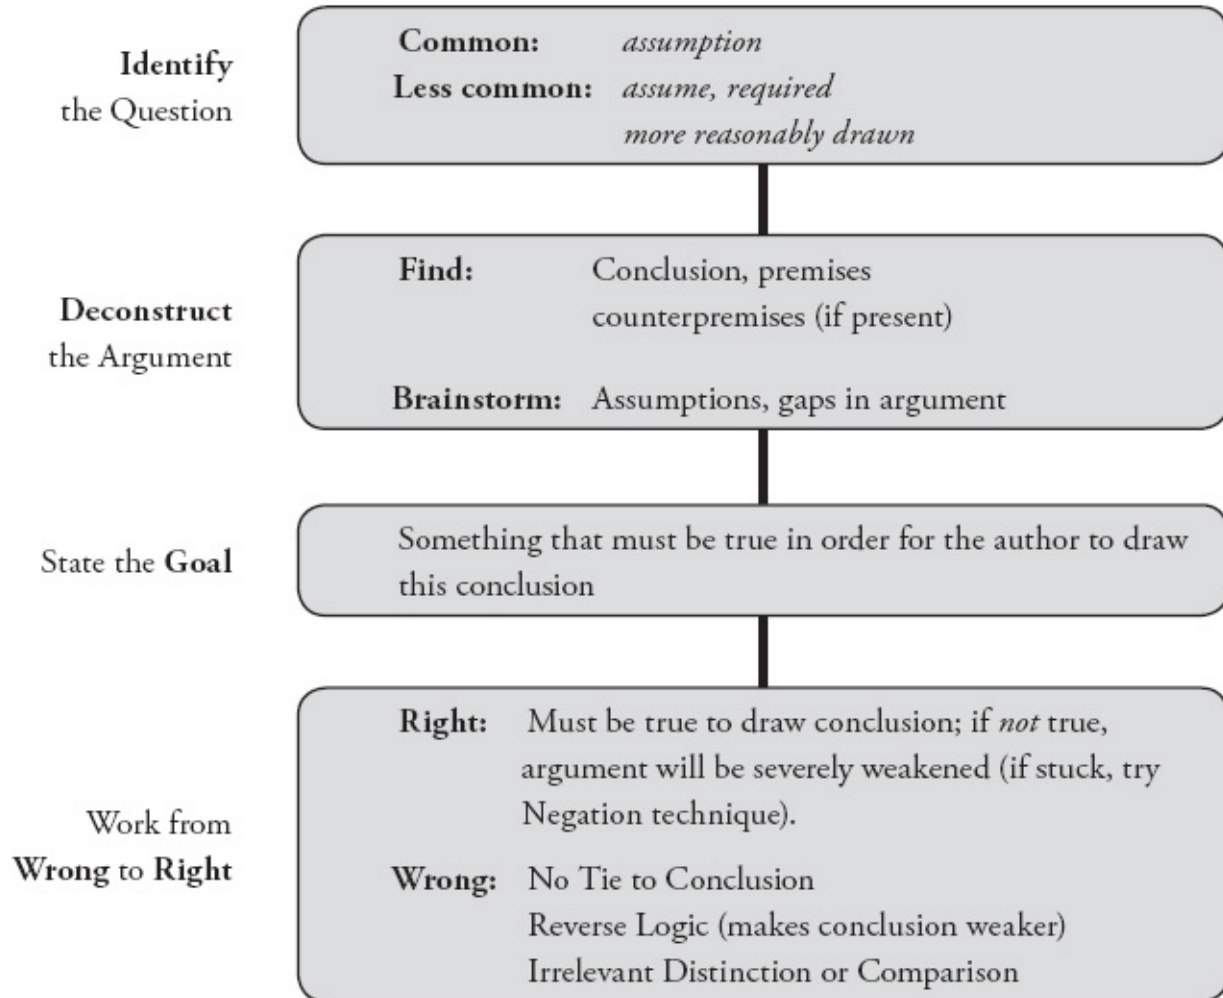 Identify
the Question
Common: assumption
Less common: assume, required
more reasonably drawn
Deconstruct
the Argument
Find: Conclusion, premises
counterpremises (if present)
Brainstorm: Assumptions, gaps in argument
State the Goal
Something that must be true in order for the author to draw
this conclusion
Work from
Wrong to Right
Right: Must be true to draw conclusion; if not true,
argument will be severely weakened (if stuck, try
Negation technique).
Wrong: No Tie to Conclusion
Reverse Logic (makes conclusion weaker)
Irrelevant Distinction or Comparison